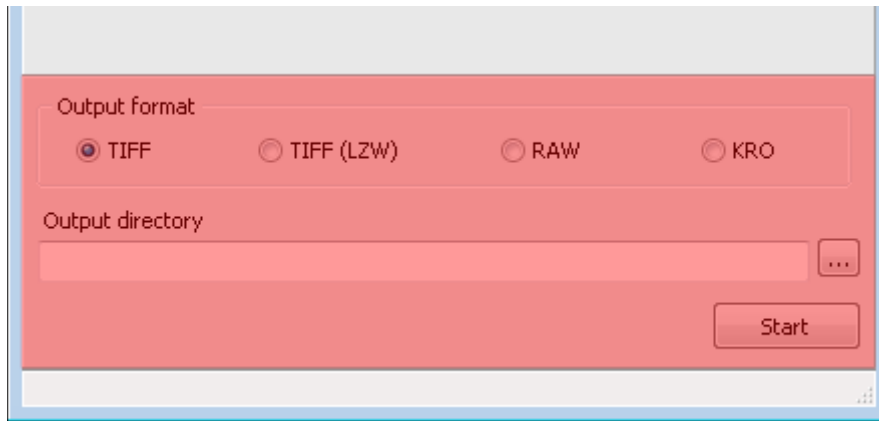 Output format
TIFF TIFF (LZW) RAW KRO
Output directory
...
Start